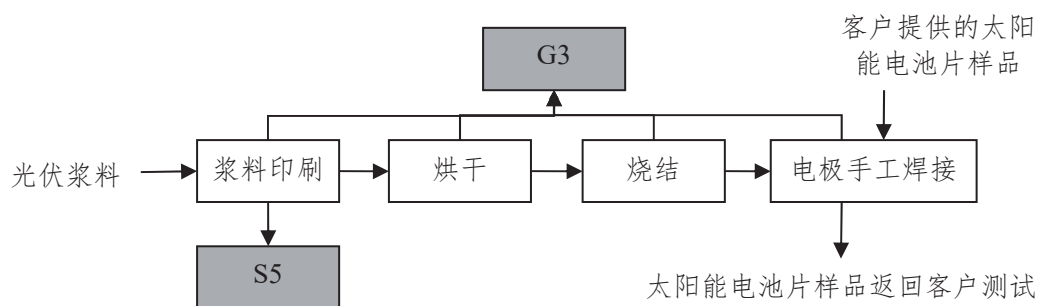 客户提供的太阳
能电池片样品
G3
光伏浆料
浆料印刷
烘干
烧结
电极手工焊接
S5
太阳能电池片样品返回客户测试